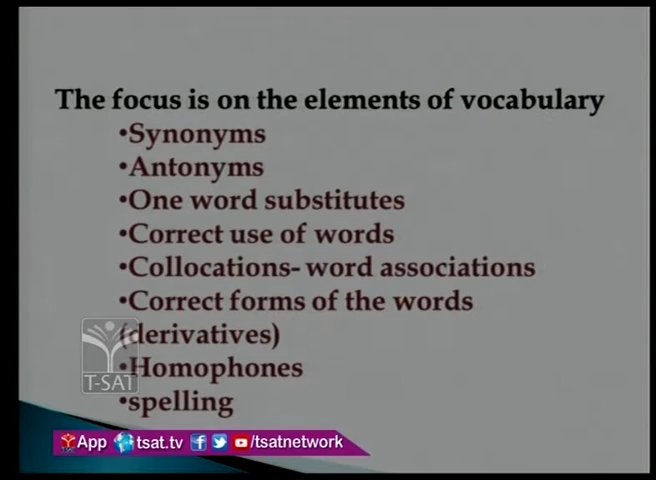 The focus is on the elements of vocabulary
•Synonyms
•Antonyms
•One word substitutes
•Correct use of words
•Collocations- word associations
•Correct forms of the words
(derivatives)
•Homophones
•spelling
T-SAT
App tsat.tv /tsatnetwork